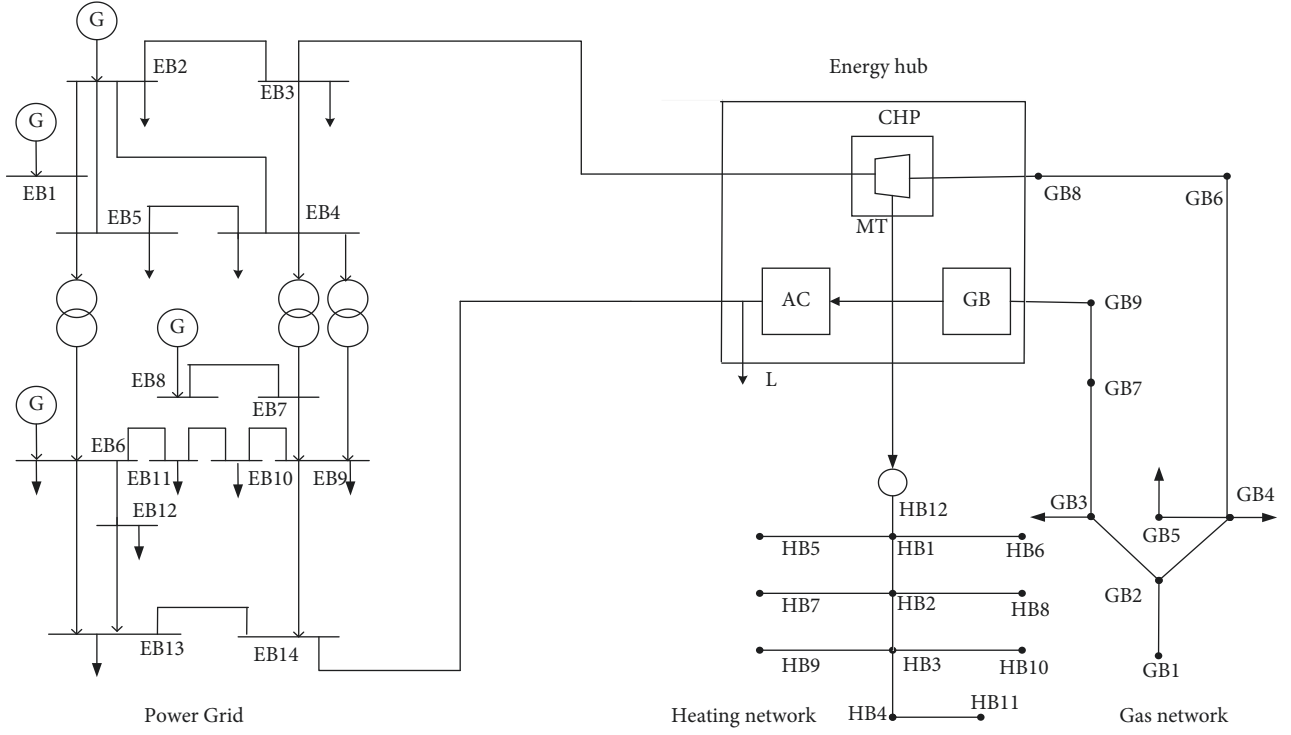 G
EB2
EB3
Energy hub
G
CHP
EB1
GB8
GB6
EB5
EB4
MT
AC
GB
GB9
G
EB8
L
GB7
G
EB7
EB6
EB11
EB10
EB9
GB3
GB4
EB12
HB12
GB5
HB5
HB1
HB6
GB2
HB7
HB2
HB8
EB13
EB14
HB9
HB3
HB10
GB1
HB11
HB4
Power Grid
Heating network
Gas network